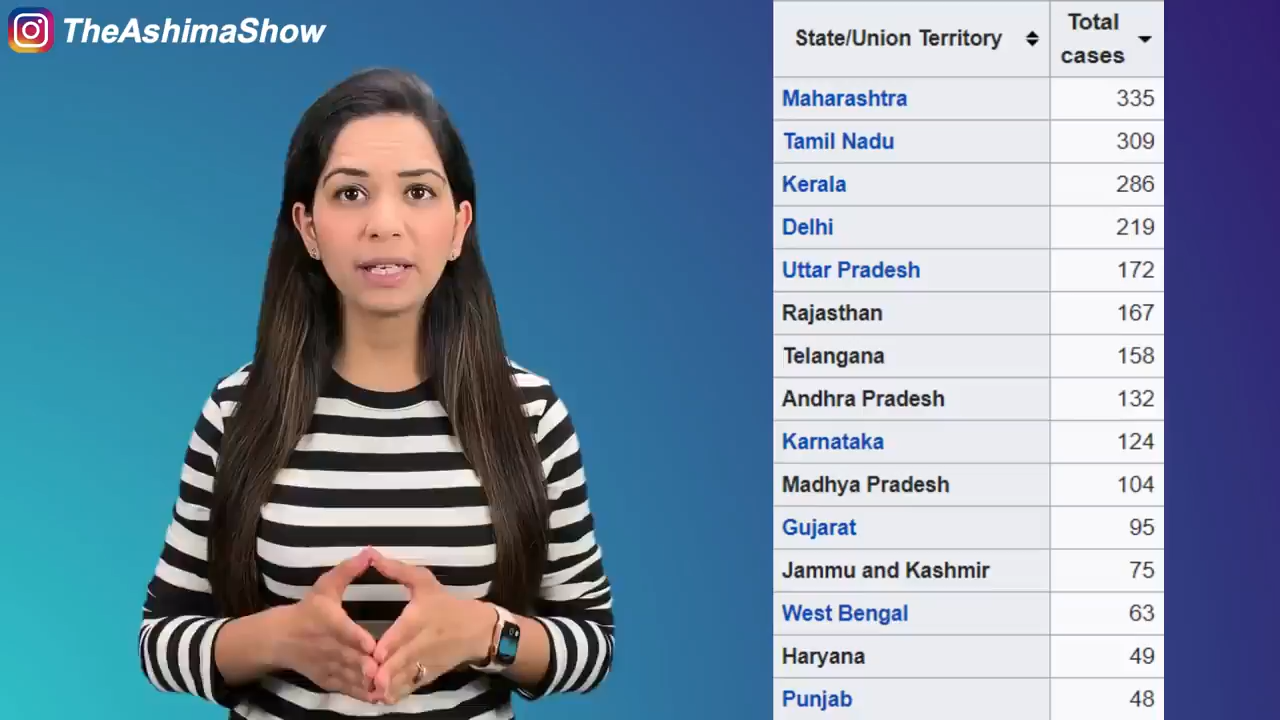 TheAshimaShow
State/Union Territory Total cases
Maharashtra 335
Tamil Nadu 309
Kerala 286
Delhi 219
Uttar Pradesh 172
Rajasthan 167
Telangana 158
Andhra Pradesh 132
Karnataka 124
Madhya Pradesh 104
Gujarat 95
Jammu and Kashmir 75
West Bengal 63
Haryana 49
Punjab 48